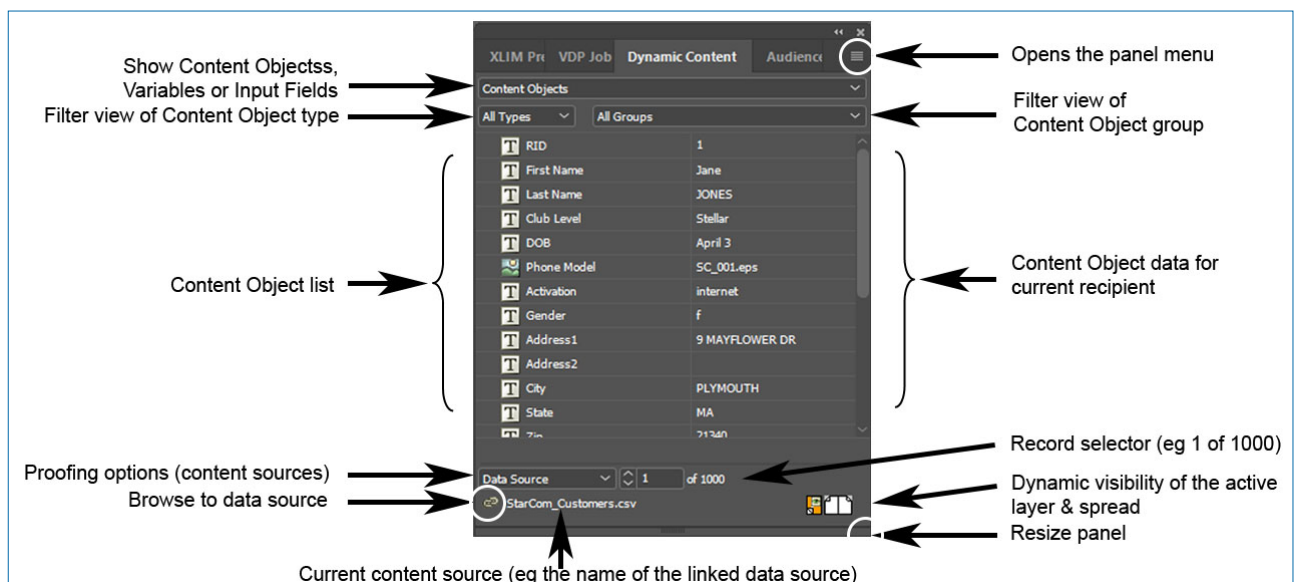 XLIM Pre VDP Job Dynamic Content Audience
Opens the panel menu
Show Content Objectss,
Variables or Input Fields
Content Objects
Filter view of Content Object type
All Types All Groups
Filter view of
Content Object group
RID 1
First Name Jane
Last Name JONES
Club Level Stellar
DOB April 3
Phone Model SC_001.eps
Activation internet
Gender f
Address1 9 MAYFLOWER DR
Address2
City PLYMOUTH
State MA
Zip 21340
Content Object list
Content Object data for
current recipient
Proofing options (content sources)
Data Source 1 of 1000
Record selector (eg 1 of 1000)
Browse to data source
StarCom_Customers.csv
Dynamic visibility of the active
layer & spread
Resize panel
Current content source (eg the name of the linked data source)